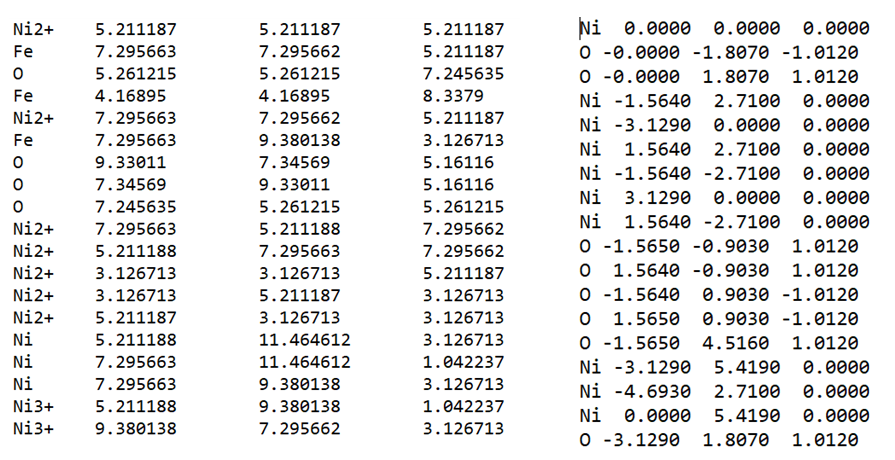 Ni2+ 5.211187 5.211187 5.211187
Fe 7.295663 7.295662 5.211187
O 5.261215 5.261215 7.245635
Fe 4.16895 4.16895 8.3379
Ni2+ 7.295663 7.295662 5.211187
Fe 7.295663 9.380138 3.126713
O 9.33011 7.34569 5.16116
O 7.34569 9.33011 5.16116
O 7.245635 5.261215 5.261215
Ni2+ 7.295663 5.211188 7.295662
Ni2+ 5.211188 7.295663 7.295662
Ni2+ 3.126713 3.126713 5.211187
Ni2+ 3.126713 5.211187 3.126713
Ni2+ 5.211187 3.126713 3.126713
Ni 5.211188 11.464612 3.126713
Ni 7.295663 11.464612 1.042237
Ni 7.295663 9.380138 3.126713
Ni3+ 5.211188 9.380138 1.042237
Ni3+ 9.380138 7.295662 3.126713
Ni 0.0000 0.0000 0.0000
O -0.0000 -1.8070 -1.0120
O -0.0000 1.8070 1.0120
Ni -1.5640 2.7100 0.0000
Ni -3.1290 0.0000 0.0000
Ni 1.5640 2.7100 0.0000
Ni -1.5640 -2.7100 0.0000
Ni 3.1290 0.0000 0.0000
Ni 1.5640 -2.7100 0.0000
O -1.5650 -0.9030 1.0120
O 1.5640 -0.9030 1.0120
O -1.5640 0.9030 -1.0120
O 1.5650 0.9030 -1.0120
O -1.5650 4.5160 1.0120
Ni -3.1290 5.4190 0.0000
Ni -4.6930 2.7100 0.0000
Ni 0.0000 5.4190 0.0000
O -3.1290 1.8070 1.0120